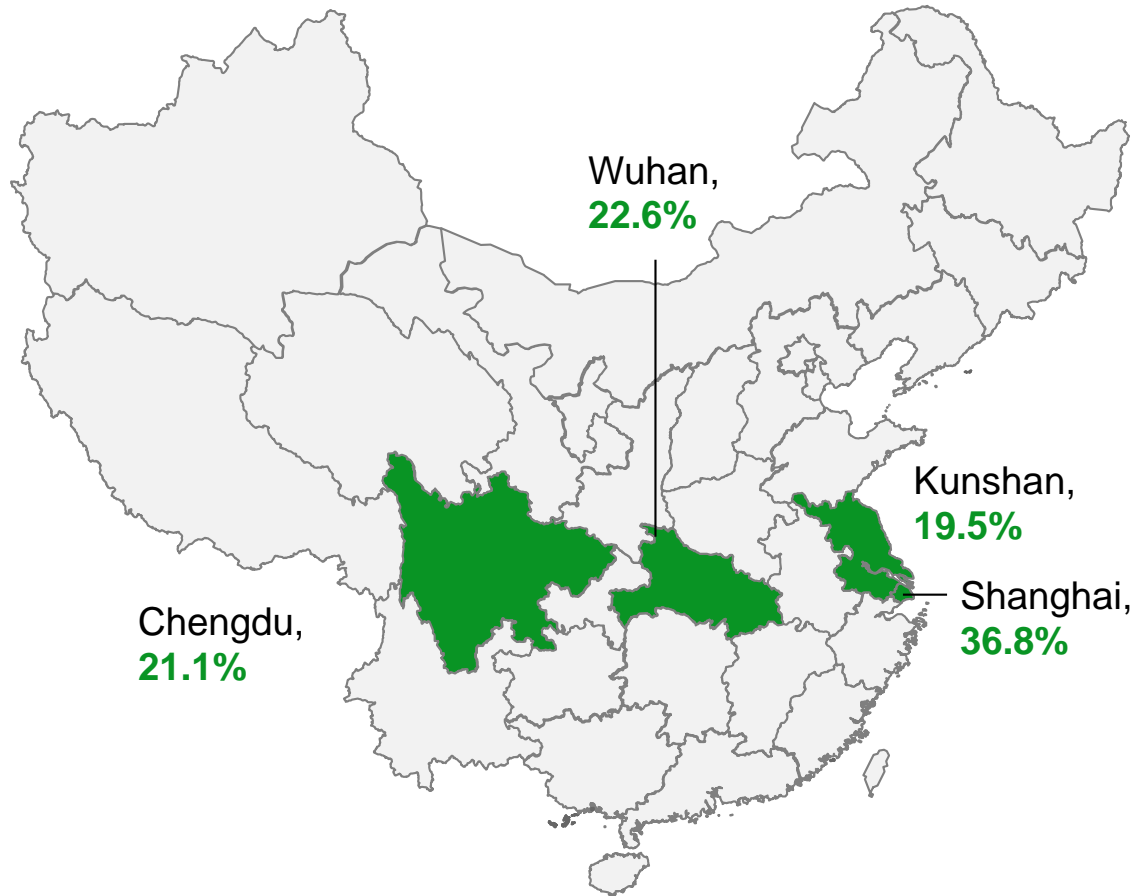 Wuhan,
22.6%
Kunshan,
19.5%
Shanghai,
36.8%
Chengdu,
21.1%